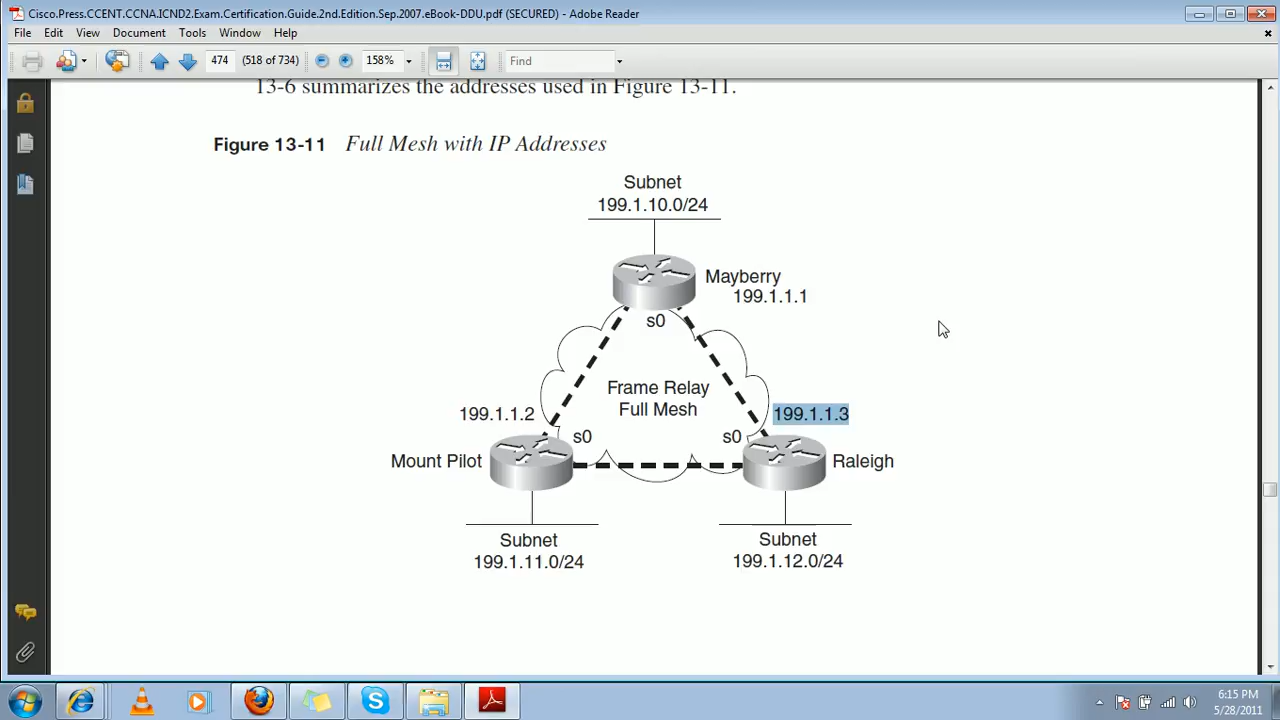 Cisco.Press.CCENT.CCNA.ICND2.Exam.Certification.Guide.2nd.Edition.Sep.2007.eBook-DDU.pdf (SECURED) - Adobe Reader
File Edit View Document Tools Window Help
474 (518 of 734) 158% Find
13-6 summarizes the addresses used in Figure 13-11.
Figure 13-11 Full Mesh with IP Addresses
Subnet
199.1.10.0/24
Mayberry
199.1.1.1
s0
Frame Relay
Full Mesh
199.1.1.2
199.1.1.3
s0
s0
Mount Pilot
Raleigh
Subnet
199.1.11.0/24
Subnet
199.1.12.0/24
6:15 PM
5/28/2011